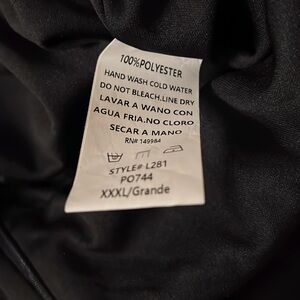 100%POLYESTER
HAND WASH COLD WATER
DO NOT BLEACH.LINE DRY
LAVAR A WANO CON
AGUA FRIA.NO CLORO
SECAR A MANO
RN# 149984
STYLE# L281
PO744
XXXL/Grande